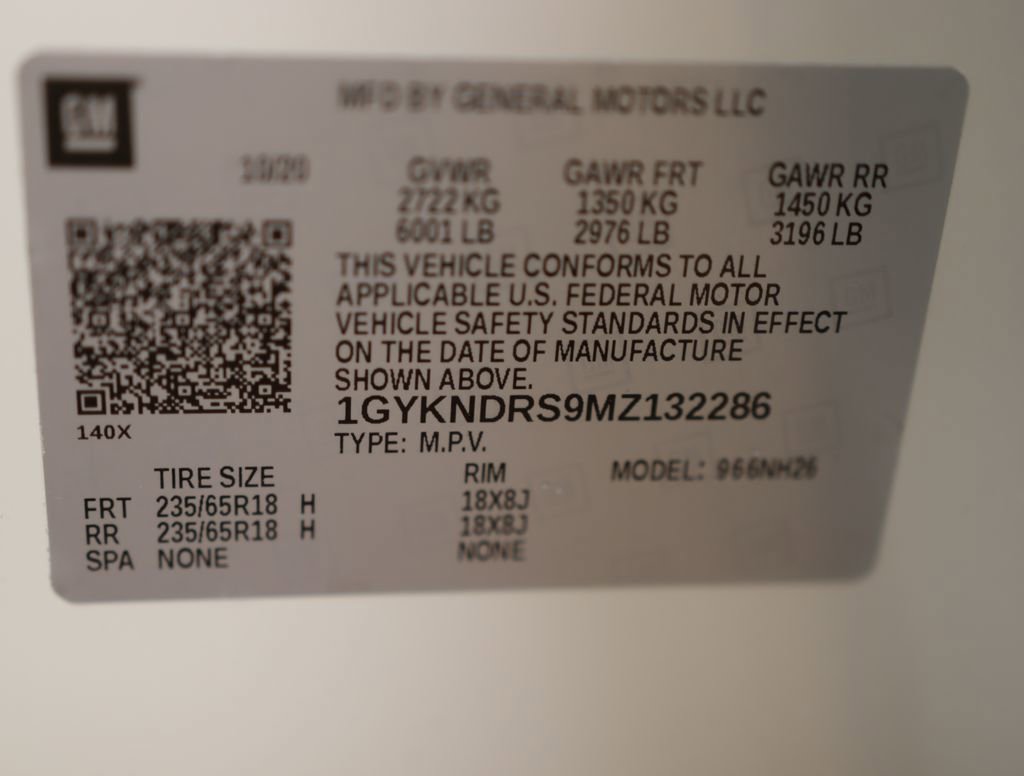 GM
MFD BY GENERAL MOTORS LLC
10/20 GVWR GAWR FRT GAWR RR
2722 KG 1350 KG 1450 KG
6001 LB 2976 LB 3196 LB
THIS VEHICLE CONFORMS TO ALL
APPLICABLE U.S. FEDERAL MOTOR
VEHICLE SAFETY STANDARDS IN EFFECT
ON THE DATE OF MANUFACTURE
SHOWN ABOVE.
1GYKNDRS9MZ132286
140X
TYPE: M.P.V.
TIRE SIZE RIM MODEL: 966NH26
FRT 235/65R18 H 18X8J
RR 235/65R18 H 18X8J
SPA NONE NONE